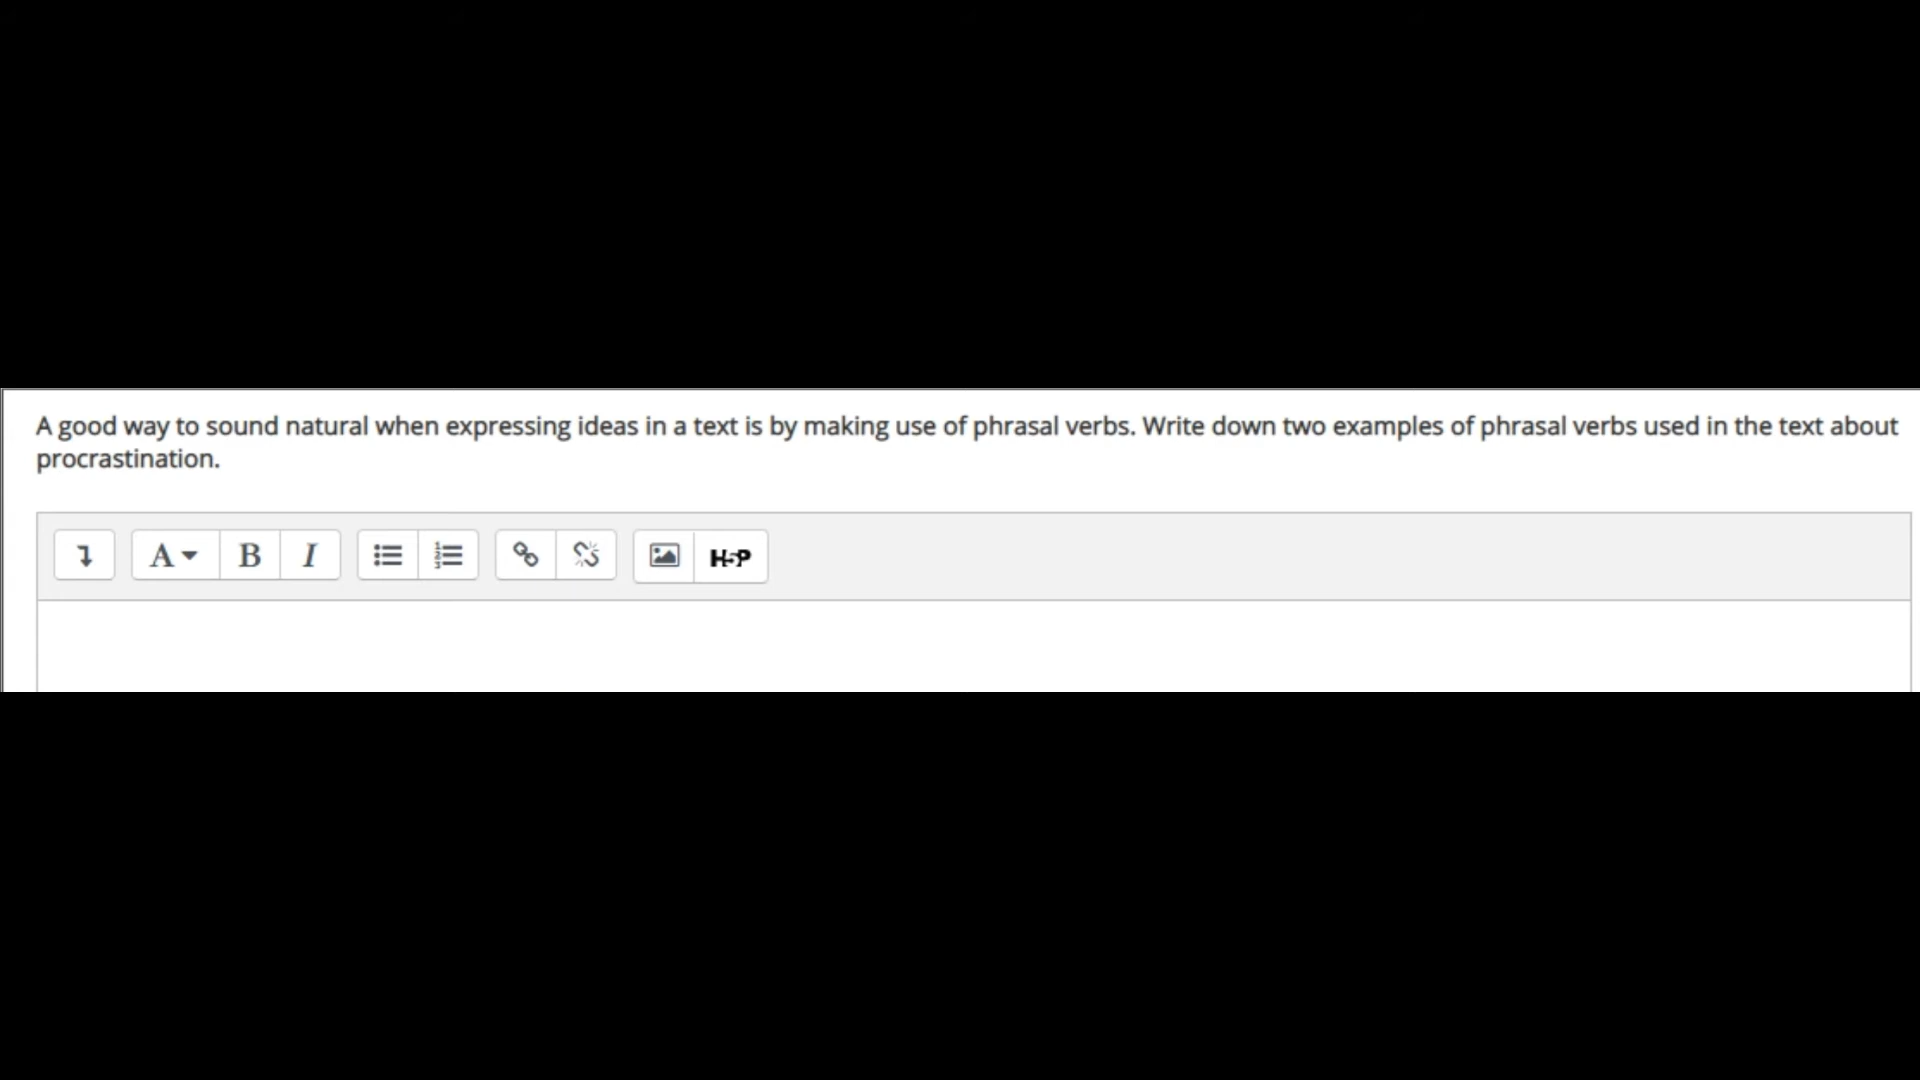 A good way to sound natural when expressing ideas in a text is by making use of phrasal verbs. Write down two examples of phrasal verbs used in the text about
procrastination.
A B I H-P